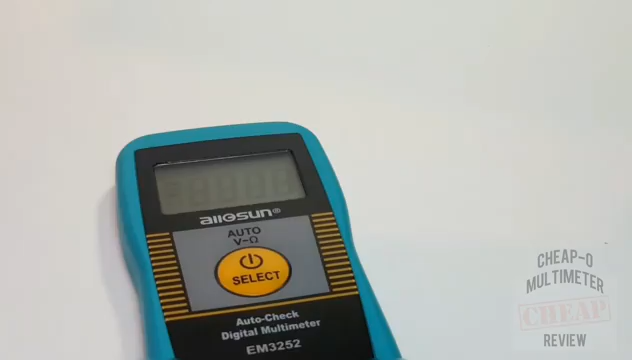 allosun®
AUTO
V-Ω
SELECT
Auto-Check
Digital Multimeter
EM3252
CHEAP-O
MULTIMETER
CHEAP
REVIEW